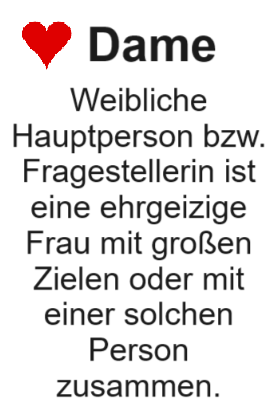 Dame
Weibliche
Hauptperson bzw.
Fragestellerin ist
eine ehrgeizige
Frau mit großen
Zielen oder mit
einer solchen
Person
zusammen.